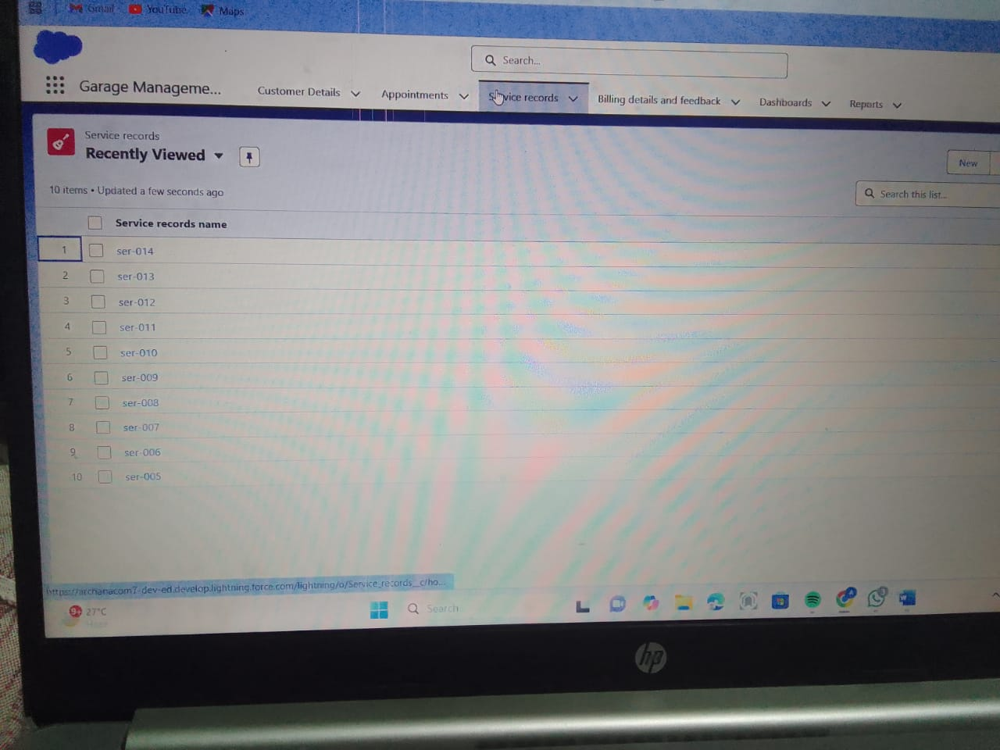 Gmail YouTube Maps
Search...
Garage Manageme... Customer Details Appointments Service records Billing details and feedback Dashboards Reports
Service records
Recently Viewed
New
10 items • Updated a few seconds ago
Search this list...
Service records name
1 ser-014
2 ser-013
3 ser-012
4 ser-011
5 ser-010
6 ser-009
7 ser-008
8 ser-007
9 ser-006
10 ser-005
https://archanacom7-dev-ed.develop.lightning.force.com/lightning/o/Service_records__c/ho...
9+ 27°C
Haze
Search
hp